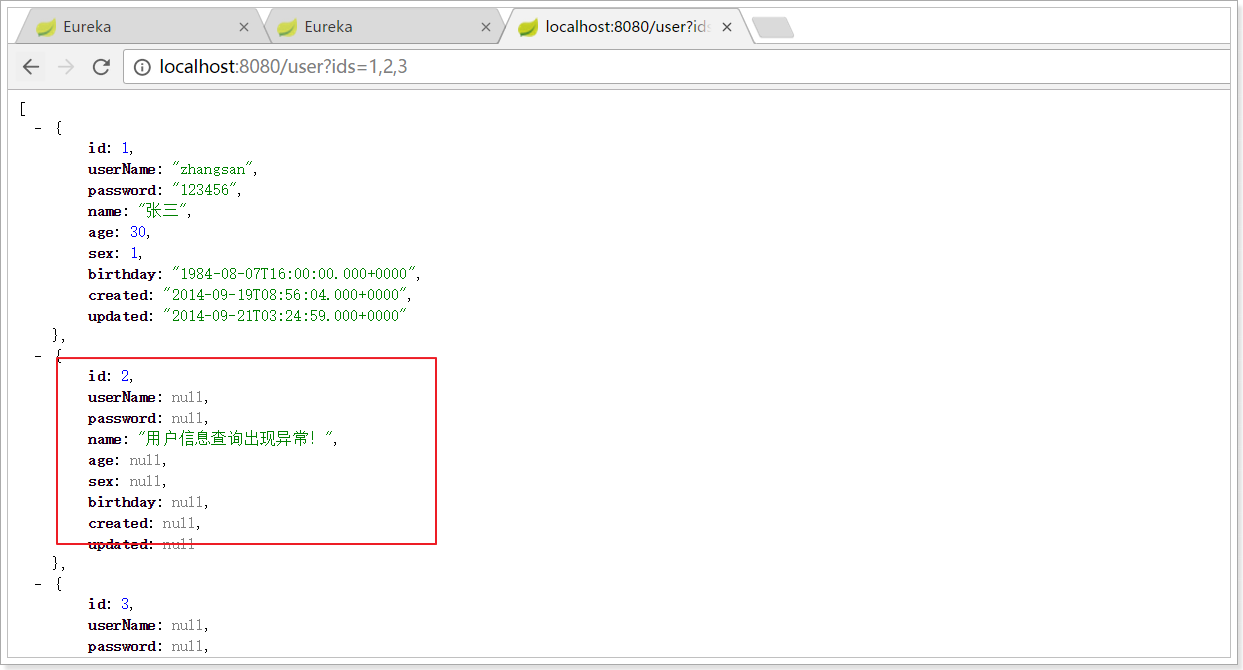 Eureka
Eureka
localhost:8080/user?ids
localhost:8080/user?ids=1,2,3
[
- {
id: 1,
userName: "zhangsan",
password: "123456",
name: "张三",
age: 30,
sex: 1,
birthday: "1984-08-07T16:00:00.000+0000",
created: "2014-09-19T08:56:04.000+0000",
updated: "2014-09-21T03:24:59.000+0000"
},
- {
id: 2,
userName: null,
password: null,
name: "用户信息查询出现异常！",
age: null,
sex: null,
birthday: null,
created: null,
updated: null
},
- {
id: 3,
userName: null,
password: null,